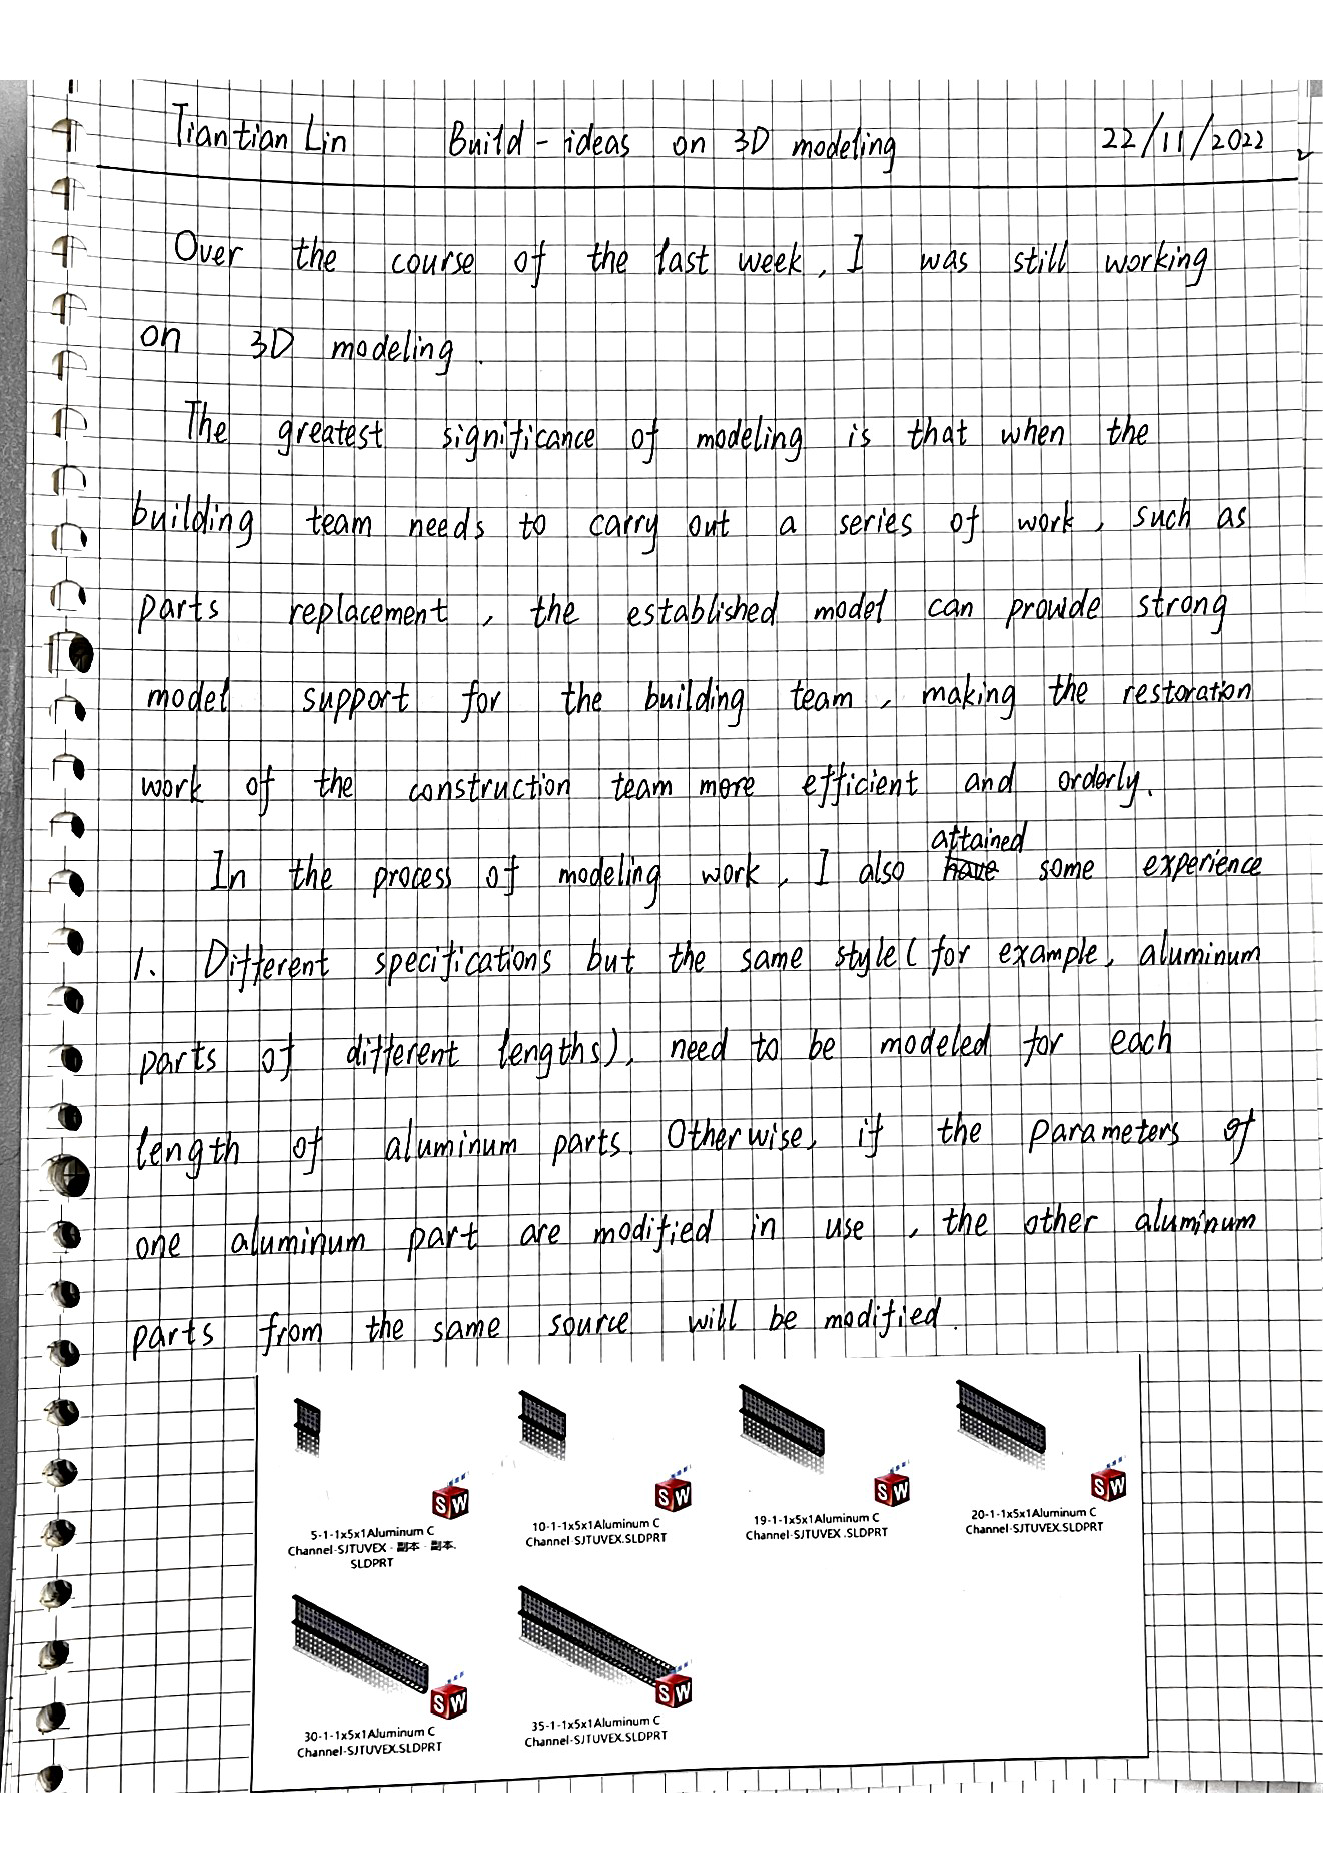 Tiantian Lin Build-ideas on 3D modeling 22/11/2022
Over the course of the last week, I was still working
on 3D modeling.
The greatest significance of modeling is that when the
building team needs to carry out a series of work, such as
parts replacement, the established model can provide strong
model support for the building team, making the restoration
work of the construction team more efficient and orderly.
attained
In the process of modeling work, I also have some experience
1. Different specifications but the same style (for example, aluminum
parts of different lengths), need to be modeled for each
length of aluminum parts. Otherwise, if the parameters of
one aluminum part are modified in use, the other aluminum
parts from the same source will be modified.
SW
SW
SW
SW
5-1-1x5x1Aluminum C
Channel-SJTUVEX - 副本 - 副本.
SLDPRT
10-1-1x5x1Aluminum C
Channel-SJTUVEX.SLDPRT
19-1-1x5x1Aluminum C
Channel-SJTUVEX .SLDPRT
20-1-1x5x1Aluminum C
Channel-SJTUVEX.SLDPRT
SW
SW
30-1-1x5x1Aluminum C
Channel-SJTUVEX.SLDPRT
35-1-1x5x1Aluminum C
Channel-SJTUVEX.SLDPRT